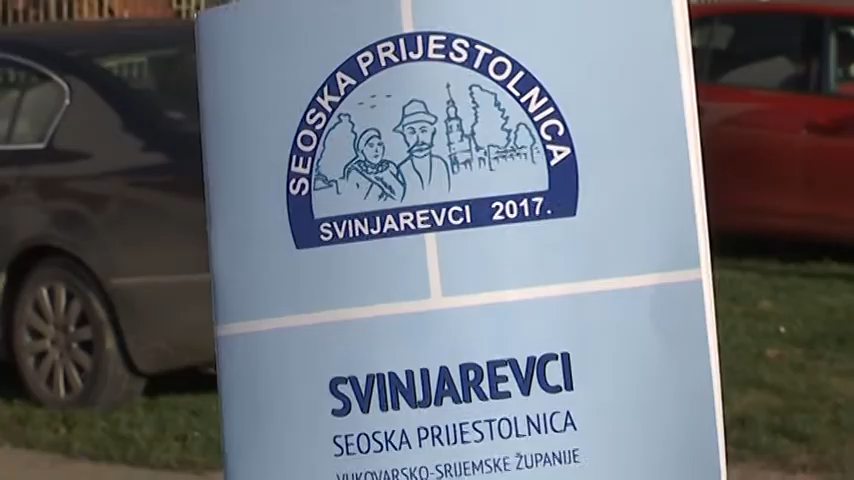 SEOSKA PRIJESTOLNICA
SVINJAREVCI 2017.
SVINJAREVCI
SEOSKA PRIJESTOLNICA
VUKOVARSKO-SRIJEMSKE ŽUPANIJE